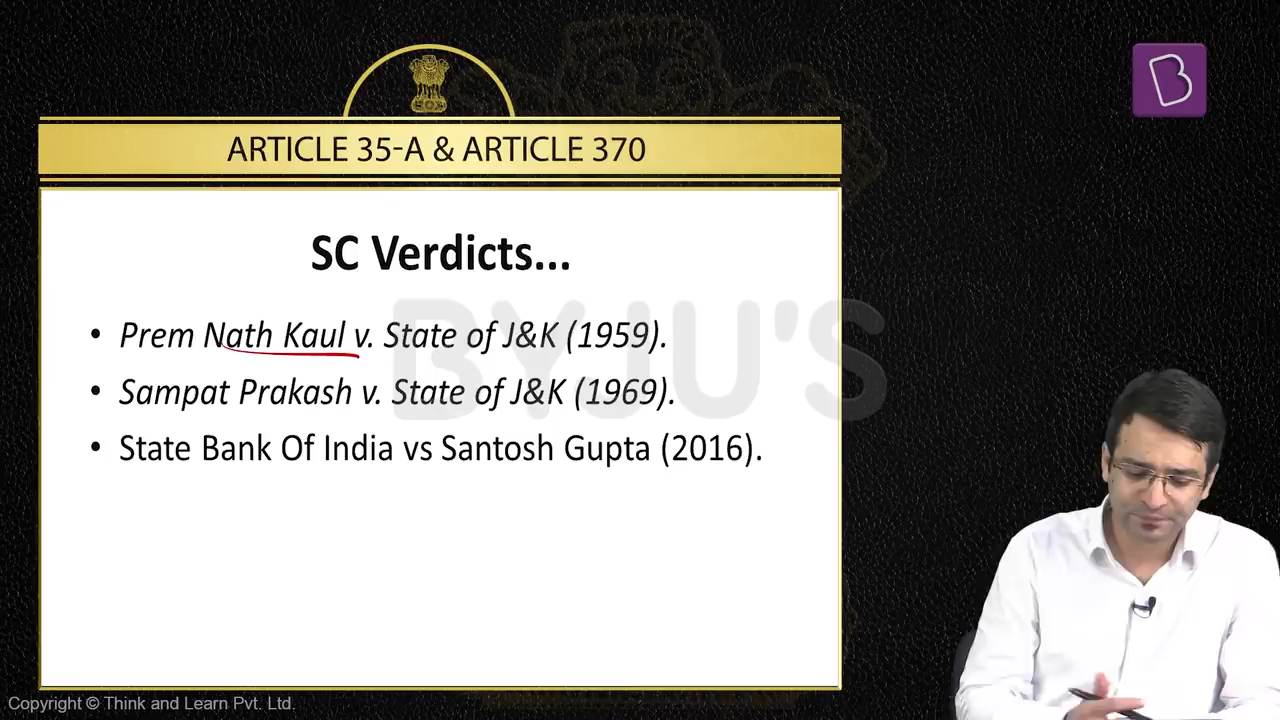 ARTICLE 35-A & ARTICLE 370
SC Verdicts...
• Prem Nath Kaul v. State of J&K (1959).
• Sampat Prakash v. State of J&K (1969).
• State Bank Of India vs Santosh Gupta (2016).
BYJU'S
B
Copyright © Think and Learn Pvt. Ltd.